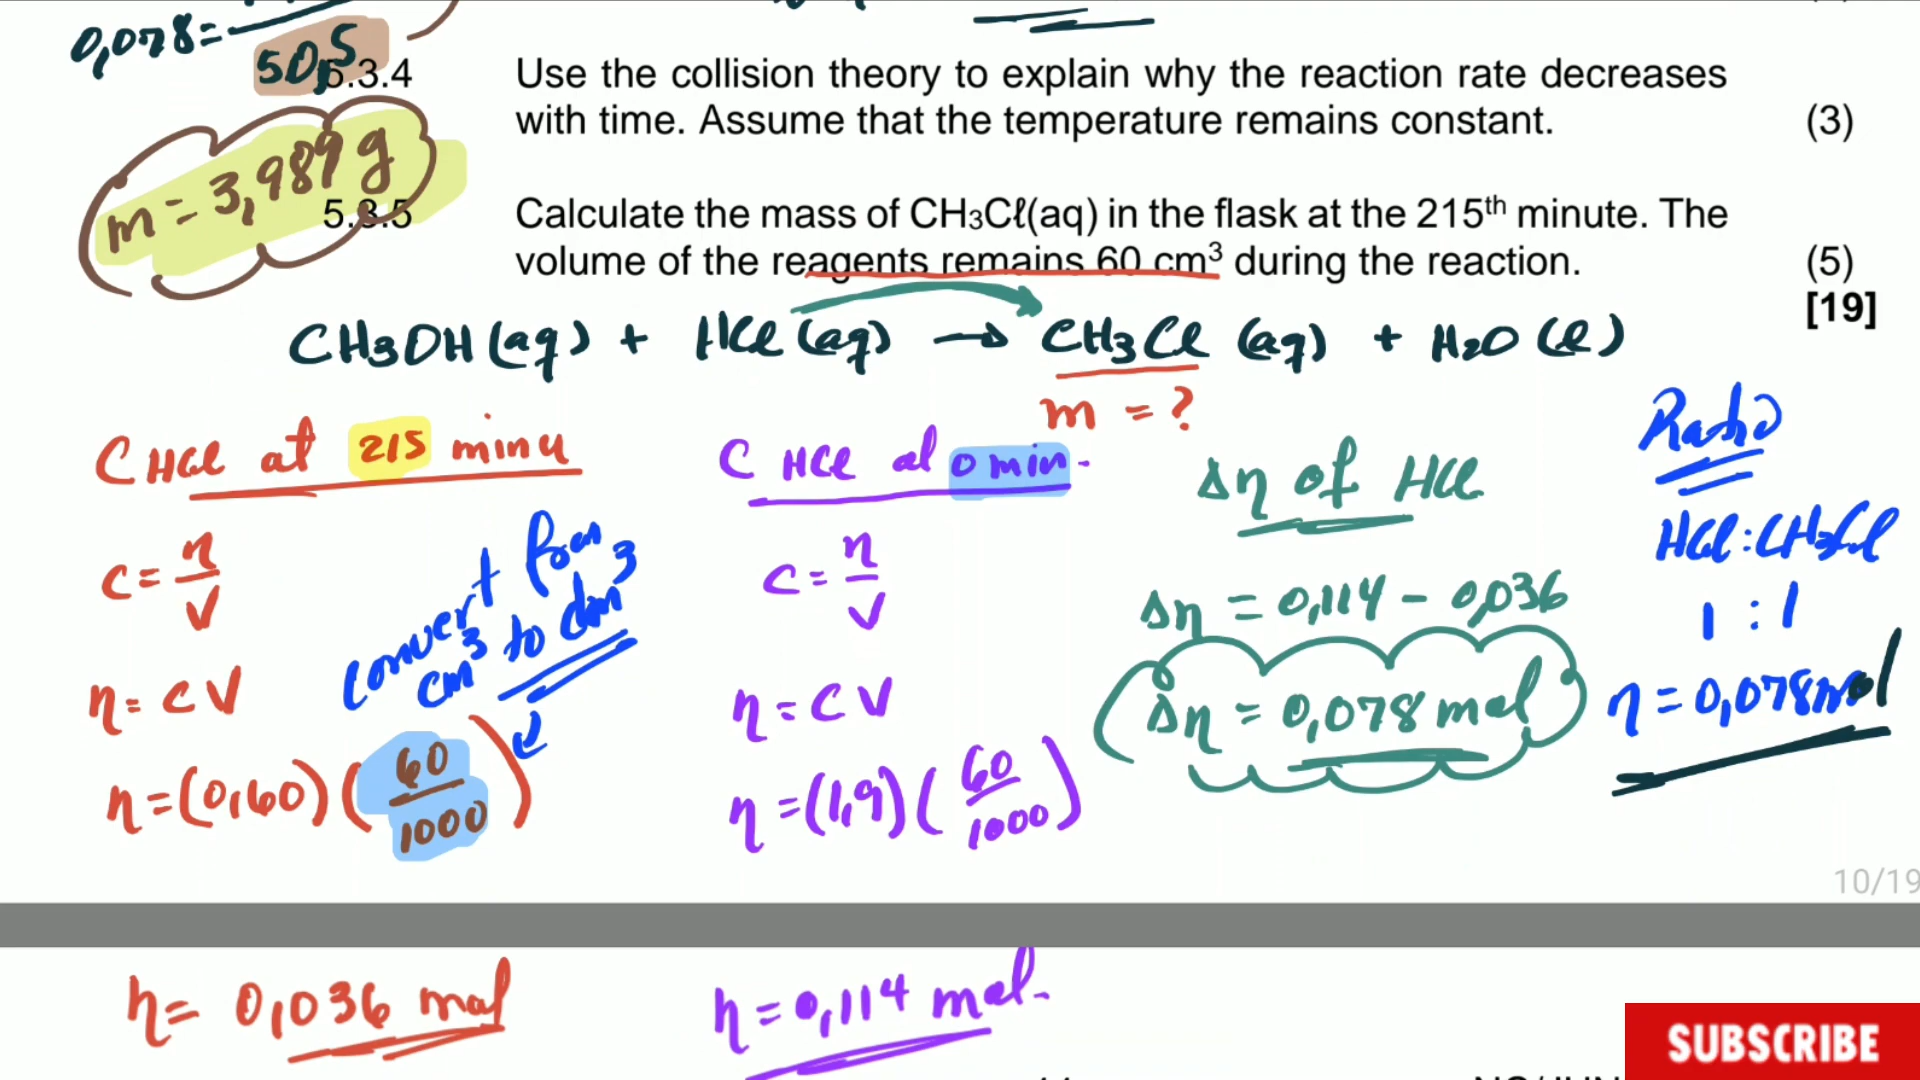 0,078=
50,5
5.3.4 Use the collision theory to explain why the reaction rate decreases
with time. Assume that the temperature remains constant. (3)
m = 3,989 g
5.3.5 Calculate the mass of CH3Cℓ(aq) in the flask at the 215th minute. The
volume of the reagents remains 60 cm³ during the reaction. (5)
[19]
CH3OH (aq) + HCl (aq) → CH3Cl (aq) + H2O (l)
m = ?
Ratio
HCl : CH3Cl
1 : 1
η = 0,078 mol
C HCl at 215 minu
c = n/V
n = CV
n = (0,60)(60/1000)
convert from
cm³ to dm³
C HCl at 0 min.
c = n/V
n = CV
n = (1,9)(60/1000)
Δη of HCl
Δη = 0,114 - 0,036
Δη = 0,078 mol
10/19
n = 0,036 mol
n = 0,114 mol.
SUBSCRIBE